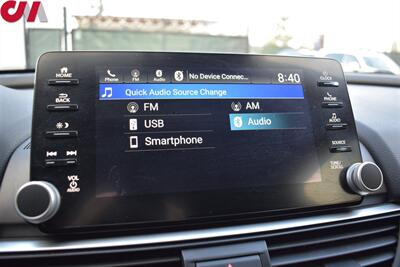 CU
Phone Audio No Device Connec... 8:40
Quick Audio Source Change
FM AM
USB Audio
Smartphone
HOME
BACK
VOL
AUDIO
CLOCK
PHONE
AUDIO
SOURCE
TUNE/
SCROLL